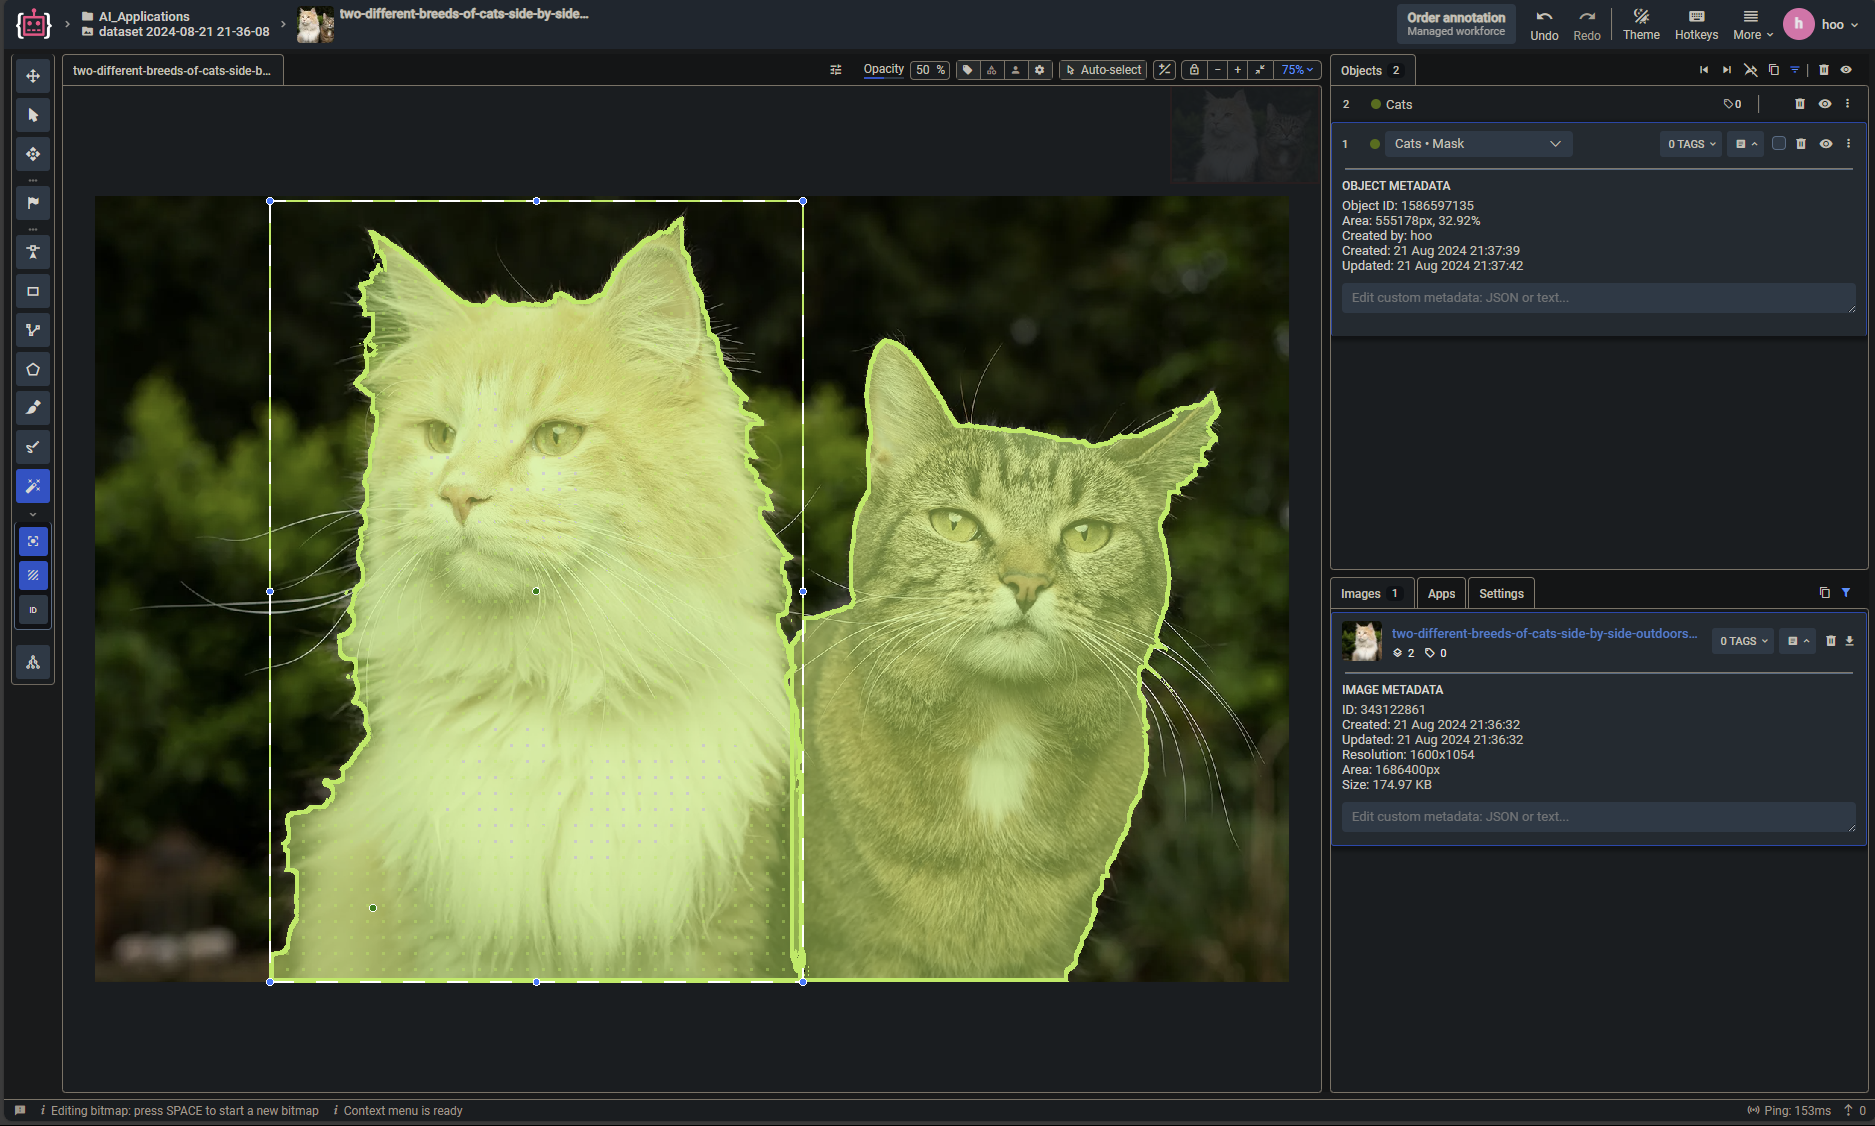 AI_Applications
dataset 2024-08-21 21-36-08
two-different-breeds-of-cats-side-by-side...
Order annotation
Managed workforce
Undo
Redo
Theme
Hotkeys
More
h
hoo
two-different-breeds-of-cats-side-b...
Opacity
50 %
Auto-select
75%
Objects 2
2 Cats 0
1 Cats • Mask 0 TAGS
OBJECT METADATA
Object ID: 1586597135
Area: 555178px, 32.92%
Created by: hoo
Created: 21 Aug 2024 21:37:39
Updated: 21 Aug 2024 21:37:42
Edit custom metadata: JSON or text...
ID
Images 1
Apps
Settings
two-different-breeds-of-cats-side-by-side-outdoors...
2 0
0 TAGS
IMAGE METADATA
ID: 343122861
Created: 21 Aug 2024 21:36:32
Updated: 21 Aug 2024 21:36:32
Resolution: 1600x1054
Area: 1686400px
Size: 174.97 KB
Edit custom metadata: JSON or text...
i Editing bitmap: press SPACE to start a new bitmap
i Context menu is ready
Ping: 153ms
0